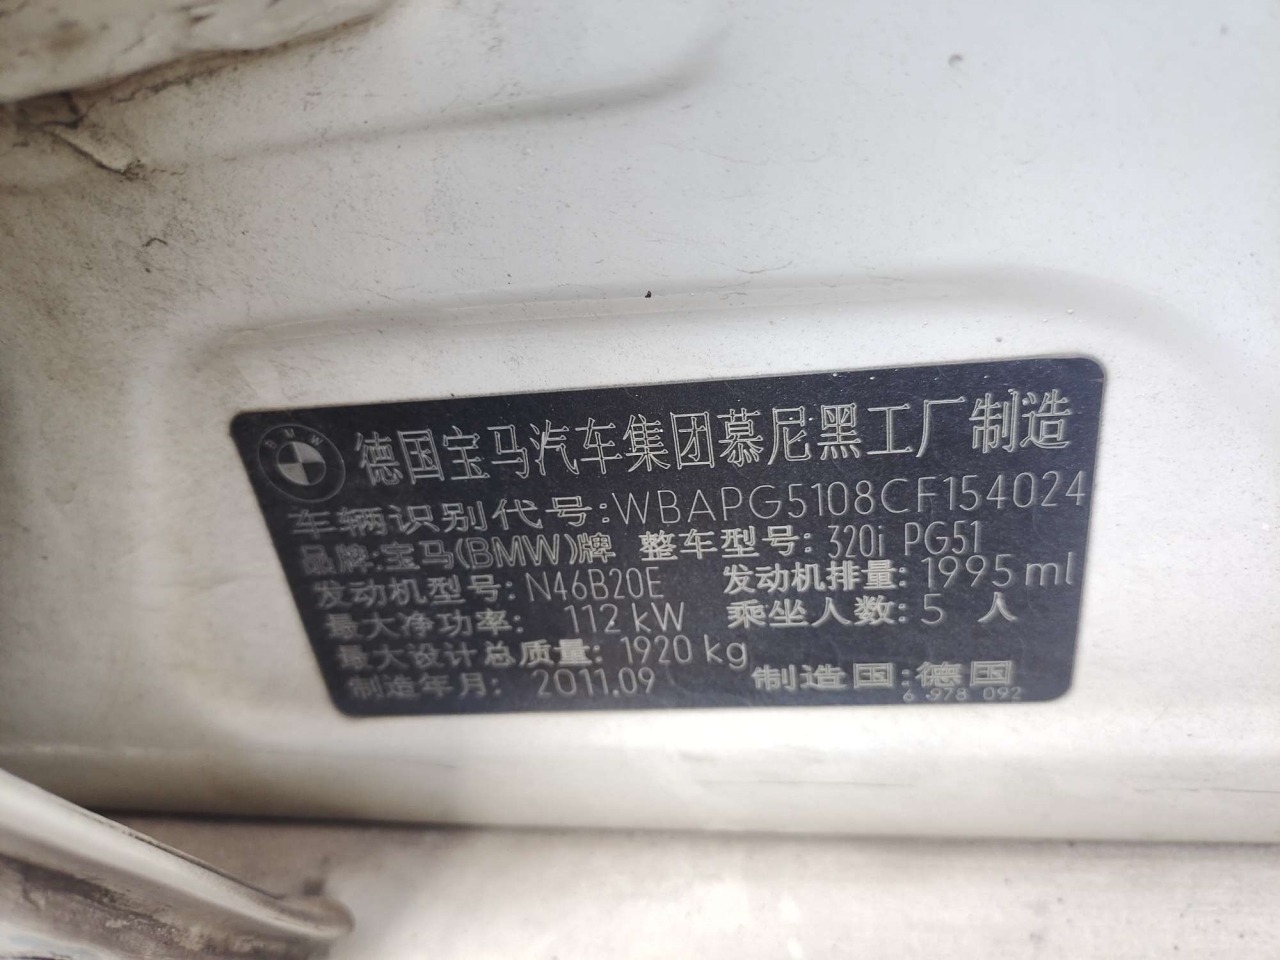 BMW
德国宝马汽车集团慕尼黑工厂制造
车辆识别代号:WBAPG5108CF154024
品牌:宝马(BMW)牌 整车型号: 320i PG51
发动机型号: N46B20E 发动机排量: 1995ml
最大净功率: 112kW 乘坐人数: 5 人
最大设计总质量: 1920kg
制造年月: 2011.09 制造国:德国
6 978 092